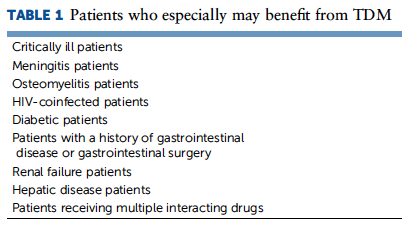 TABLE 1 Patients who especially may benefit from TDM
Critically ill patients
Meningitis patients
Osteomyelitis patients
HIV-coinfected patients
Diabetic patients
Patients with a history of gastrointestinal
disease or gastrointestinal surgery
Renal failure patients
Hepatic disease patients
Patients receiving multiple interacting drugs